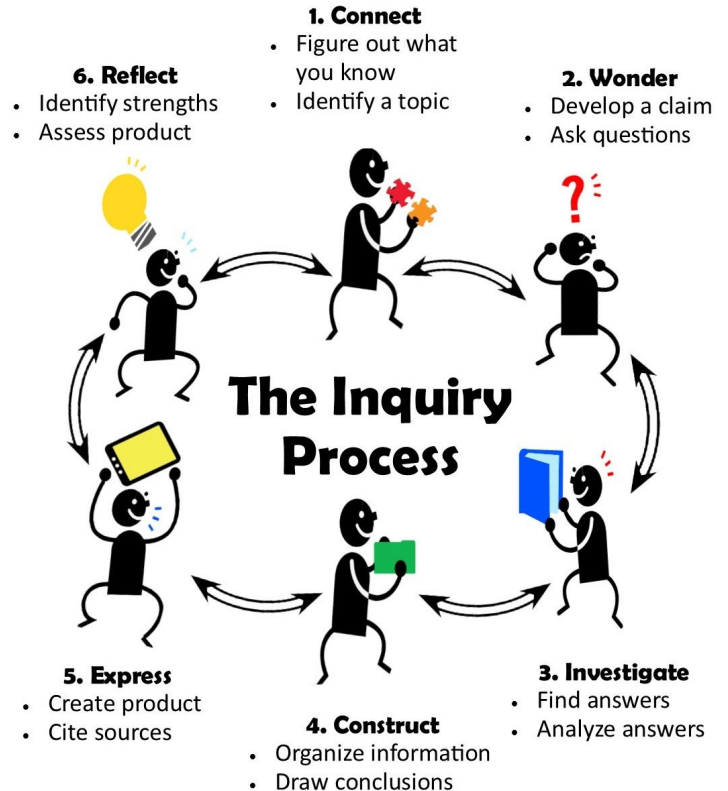 1. Connect
• Figure out what
you know
• Identify a topic
2. Wonder
• Develop a claim
• Ask questions
3. Investigate
• Find answers
• Analyze answers
4. Construct
• Organize information
• Draw conclusions
5. Express
• Create product
• Cite sources
6. Reflect
• Identify strengths
• Assess product
?
The Inquiry
Process